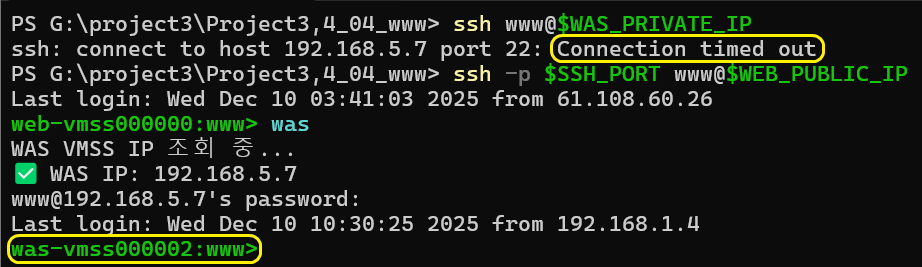 PS G:\project3\Project3,4_04_www> ssh www@$WAS_PRIVATE_IP
ssh: connect to host 192.168.5.7 port 22: Connection timed out
PS G:\project3\Project3,4_04_www> ssh -p $SSH_PORT www@$WEB_PUBLIC_IP
Last login: Wed Dec 10 03:41:03 2025 from 61.108.60.26
web-vmss000000:www> was
WAS VMSS IP 조회 중...
✅ WAS IP: 192.168.5.7
www@192.168.5.7's password:
Last login: Wed Dec 10 10:30:25 2025 from 192.168.1.4
was-vmss000002:www>